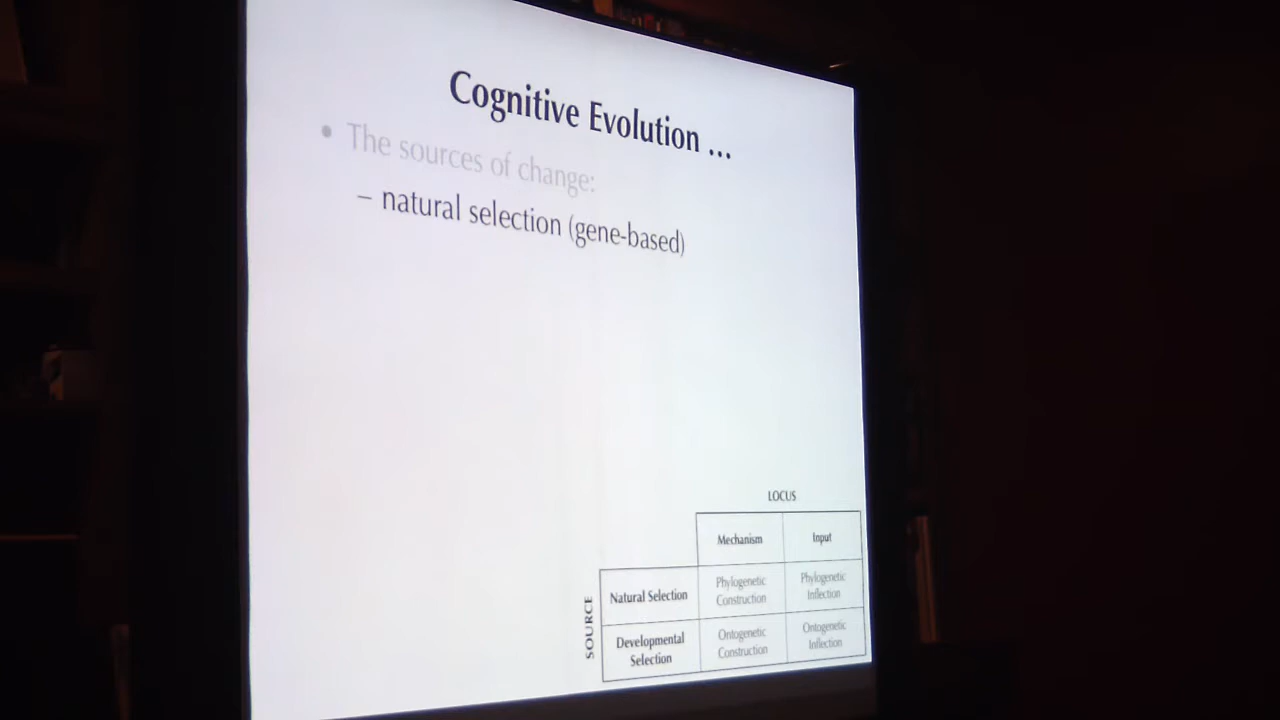 Cognitive Evolution ...
• The sources of change:
– natural selection (gene-based)
LOCUS
Mechanism Input
SOURCE
Natural Selection
Phylogenetic Construction
Phylogenetic Inflection
Developmental Selection
Ontogenetic Construction
Ontogenetic Inflection